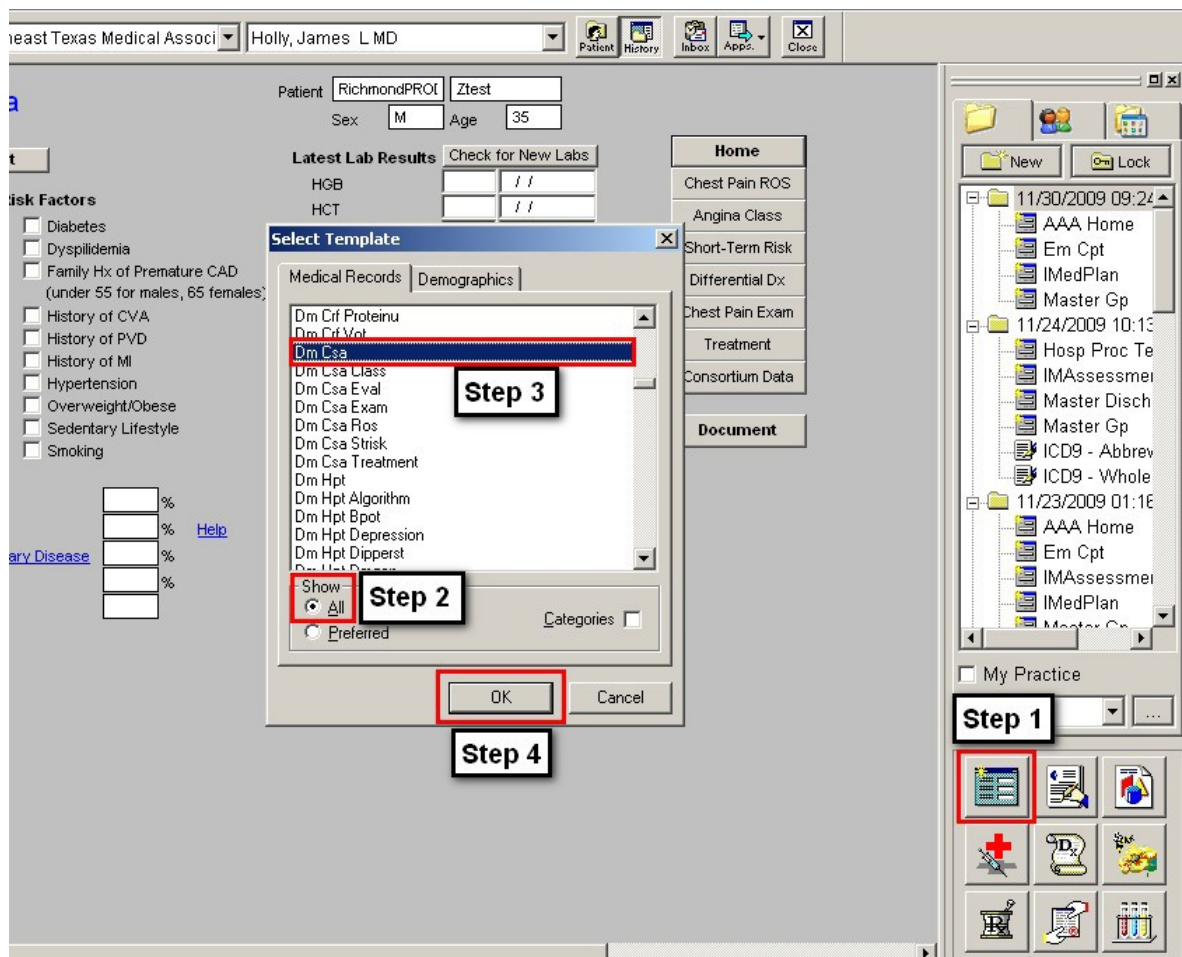 neast Texas Medical Associ
Holly, James L MD
Patient
History
Inbox
Apps.
Close
a
Patient RichmondPROI Ztest
Sex M Age 35
t
Latest Lab Results Check for New Labs
HGB / /
HCT / /
isk Factors
Diabetes
Dyspilidemia
Family Hx of Premature CAD
(under 55 for males, 65 females)
History of CVA
History of PVD
History of MI
Hypertension
Overweight/Obese
Sedentary Lifestyle
Smoking
%
% Help
ary Disease %
%
Select Template
Medical Records
Demographics
Dm Crf Proteinu
Dm Crf Vot
Dm Csa
Dm Csa Class
Dm Csa Eval
Dm Csa Exam
Dm Csa Ros
Dm Csa Strisk
Dm Csa Treatment
Dm Hpt
Dm Hpt Algorithm
Dm Hpt Bpot
Dm Hpt Depression
Dm Hpt Dipperst
Step 3
Show
All
Preferred
Step 2
Categories
OK
Cancel
Step 4
Home
Chest Pain ROS
Angina Class
Short-Term Risk
Differential Dx
Chest Pain Exam
Treatment
Consortium Data
Document
New
Lock
11/30/2009 09:24
AAA Home
Em Cpt
IMedPlan
Master Gp
11/24/2009 10:13
Hosp Proc Te
IMAssessmer
Master Disch
Master Gp
ICD9 - Abbrev
ICD9 - Whole
11/23/2009 01:16
AAA Home
Em Cpt
IMAssessmer
IMedPlan
Master Gp
My Practice
Step 1
...
Dx
Rx